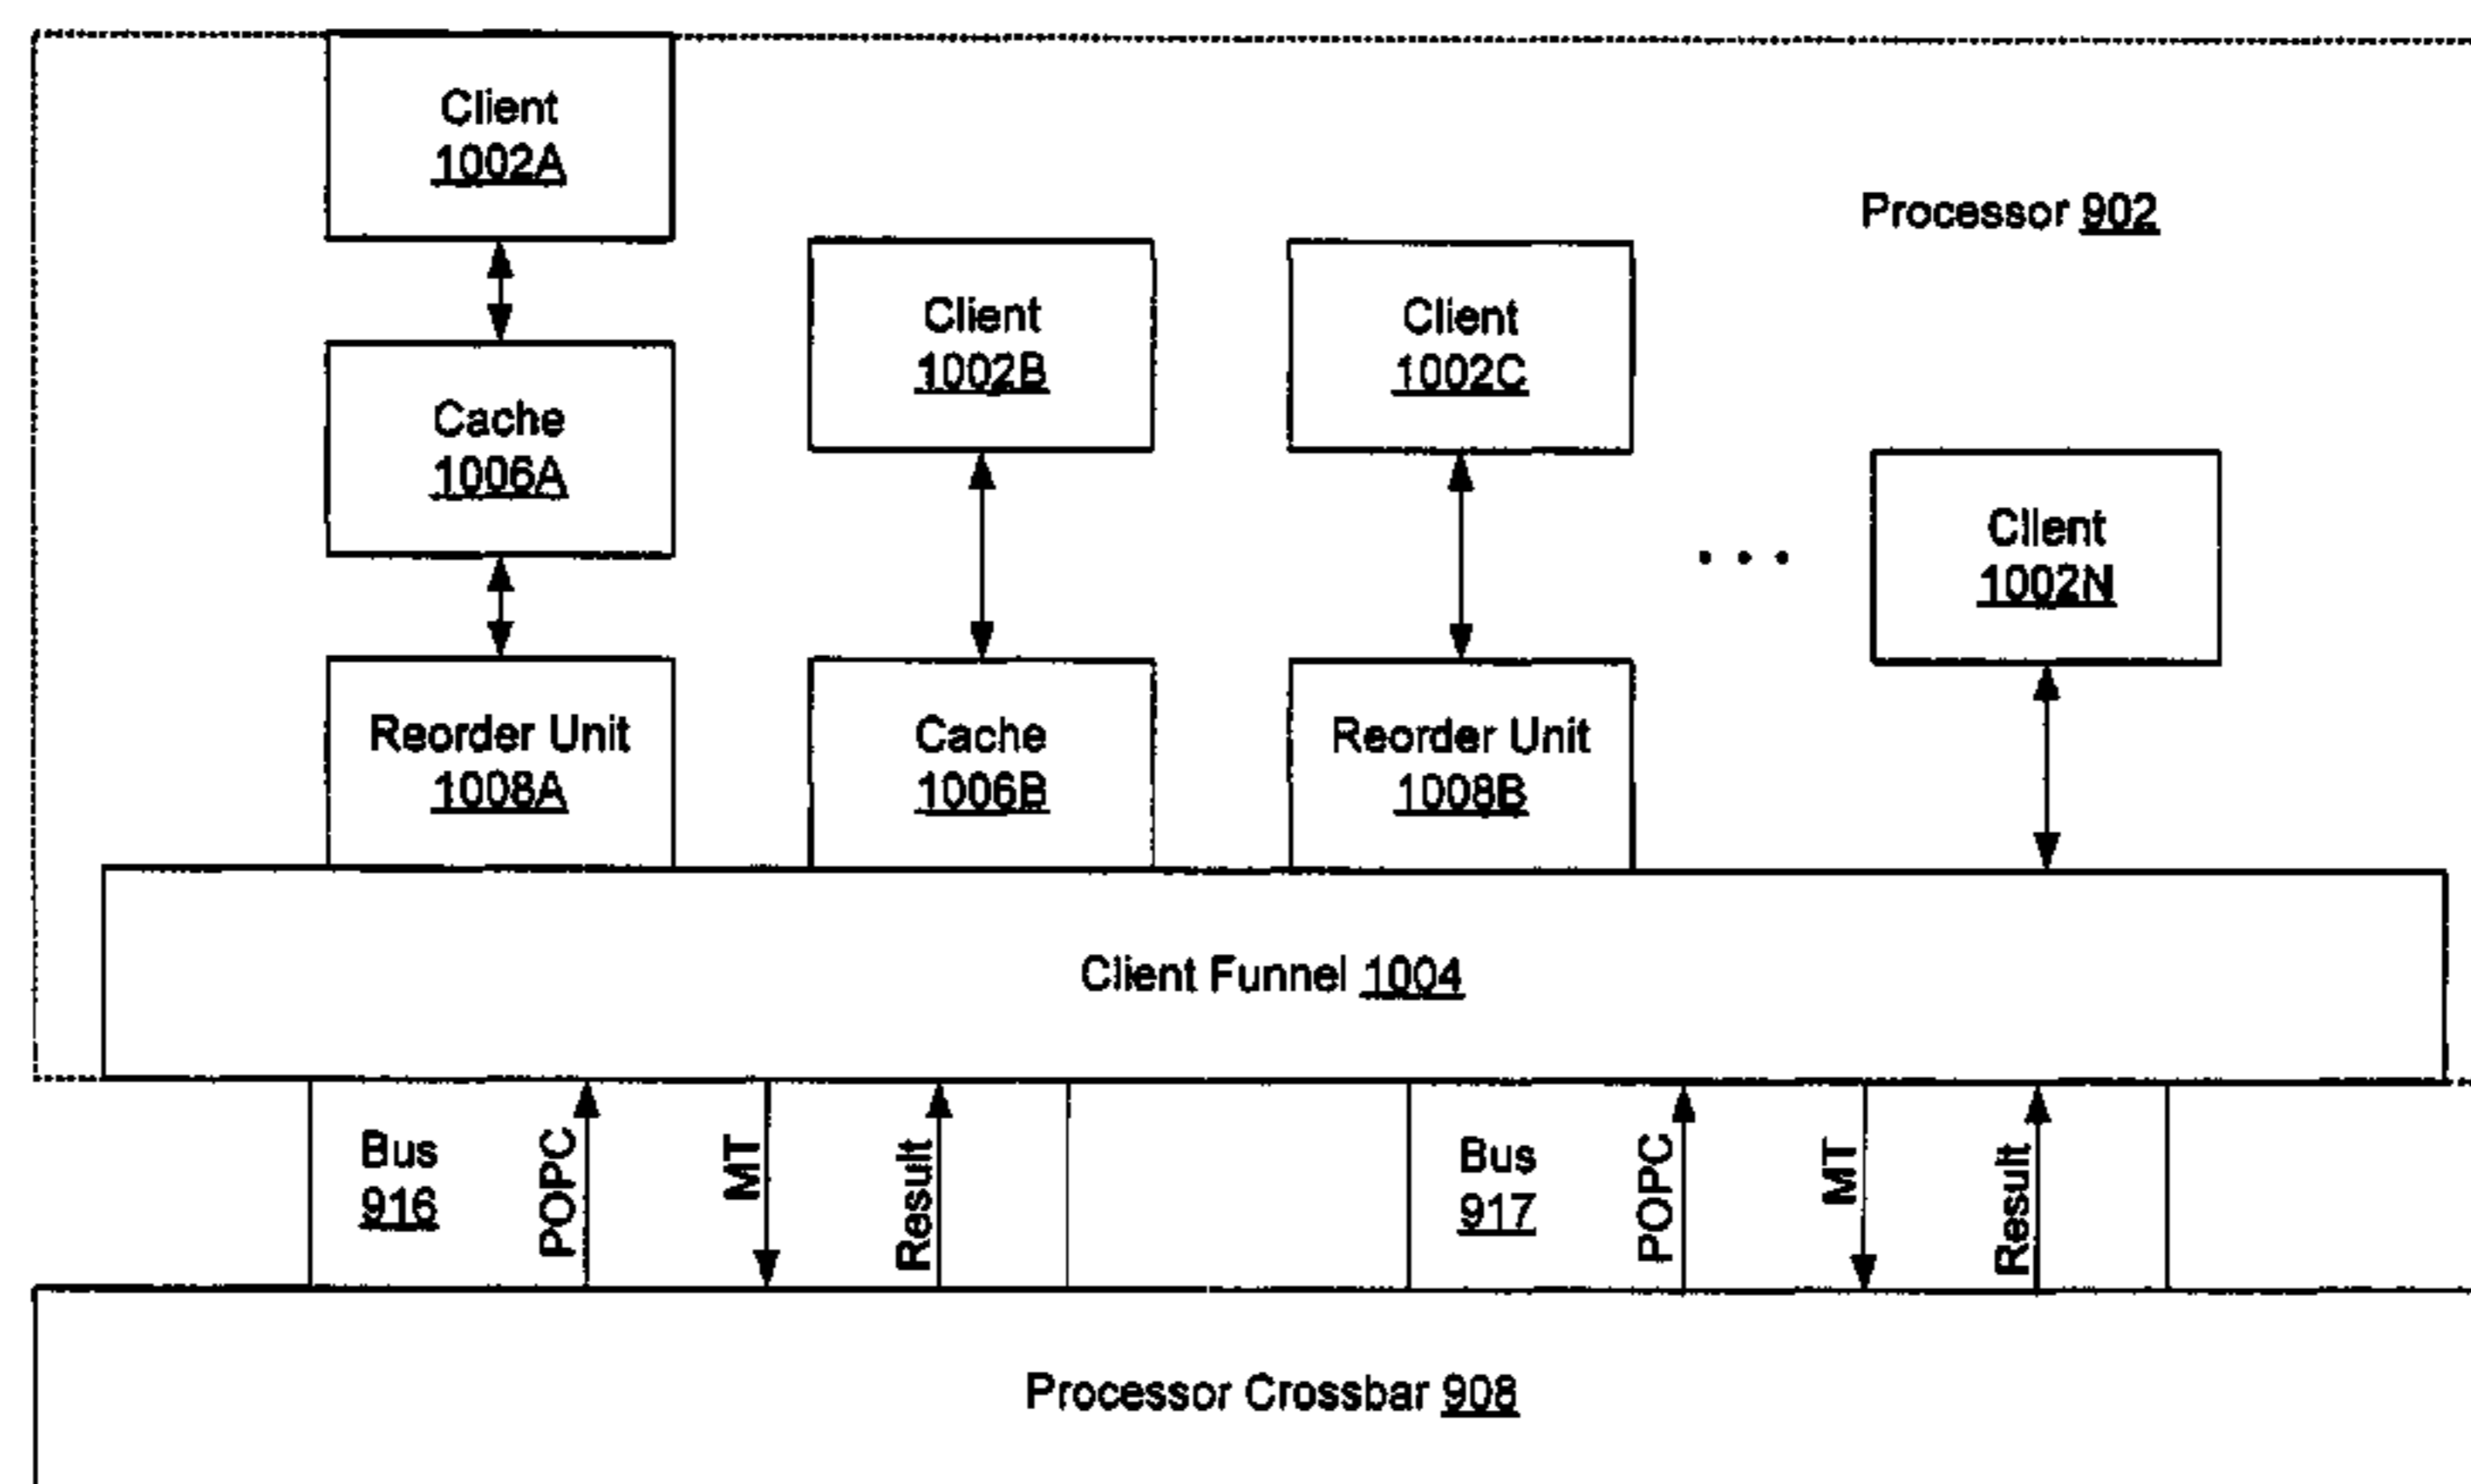 Client
1002A
Processor 902
Client
1002B
Client
1002C
Cache
1006A
Client
1002N
. . .
Reorder Unit
1008A
Cache
1006B
Reorder Unit
1008B
Client Funnel 1004
Bus
916
POPC
MT
Result
Bus
917
POPC
MT
Result
Processor Crossbar 908